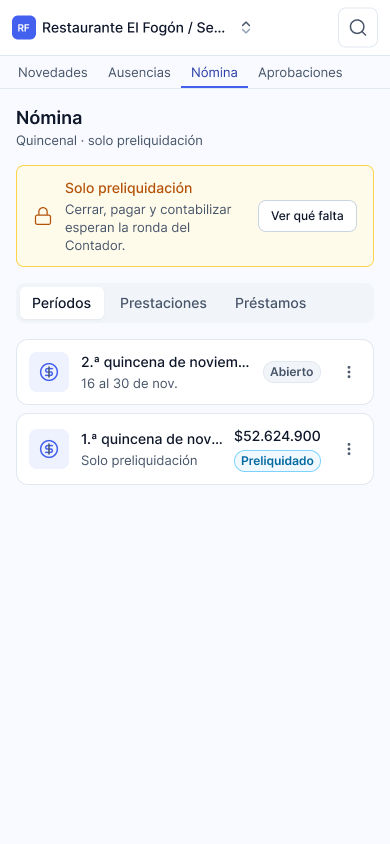 RF Restaurante El Fogón / Se...
Novedades Ausencias Nómina Aprobaciones
Nómina
Quincenal · solo preliquidación
Solo preliquidación
Cerrar, pagar y contabilizar
esperan la ronda del
Contador.
Ver qué falta
Períodos Prestaciones Préstamos
2.ª quincena de noviem...
16 al 30 de nov.
Abierto
1.ª quincena de nov...
Solo preliquidación
$52.624.900
Preliquidado